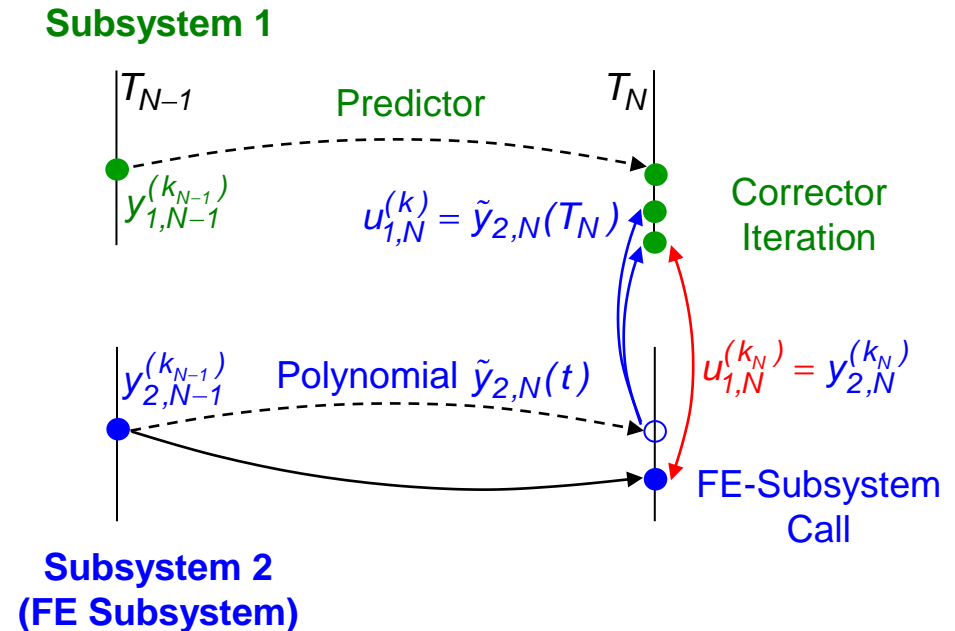 Subsystem 1
T_{N−1}
T_N
Predictor
y_{1,N−1}^{(k_{N−1})}
u_{1,N}^{(k)} = ỹ_{2,N}(T_N)
Corrector
Iteration
y_{2,N−1}^{(k_{N−1})}
Polynomial ỹ_{2,N}(t)
u_{1,N}^{(k_N)} = y_{2,N}^{(k_N)}
FE-Subsystem
Call
Subsystem 2
(FE Subsystem)